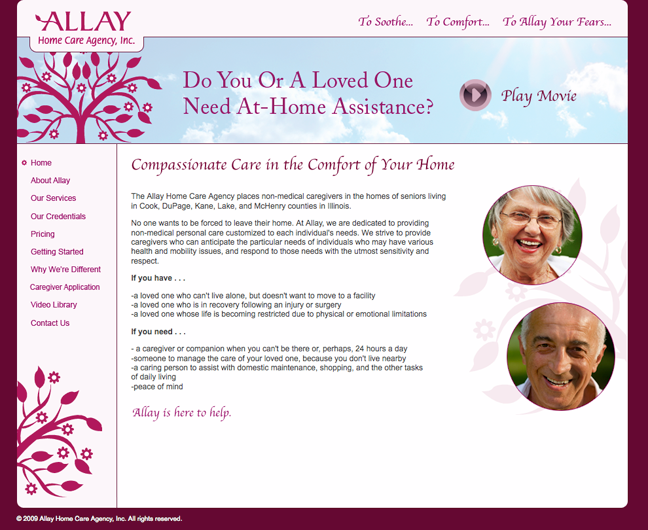 ALLAY
Home Care Agency, Inc.
To Soothe... To Comfort... To Allay Your Fears...
Do You Or A Loved One
Need At-Home Assistance?
Play Movie
Home
About Allay
Our Services
Our Credentials
Pricing
Getting Started
Why We're Different
Caregiver Application
Video Library
Contact Us
Compassionate Care in the Comfort of Your Home
The Allay Home Care Agency places non-medical caregivers in the homes of seniors living
in Cook, DuPage, Kane, Lake, and McHenry counties in Illinois.
No one wants to be forced to leave their home. At Allay, we are dedicated to providing
non-medical personal care customized to each individual's needs. We strive to provide
caregivers who can anticipate the particular needs of individuals who may have various
health and mobility issues, and respond to those needs with the utmost sensitivity and
respect.
If you have . . .
-a loved one who can't live alone, but doesn't want to move to a facility
-a loved one who is in recovery following an injury or surgery
-a loved one whose life is becoming restricted due to physical or emotional limitations
If you need . . .
- a caregiver or companion when you can't be there or, perhaps, 24 hours a day
-someone to manage the care of your loved one, because you don't live nearby
-a caring person to assist with domestic maintenance, shopping, and the other tasks
of daily living
-peace of mind
Allay is here to help.
© 2009 Allay Home Care Agency, Inc. All rights reserved.